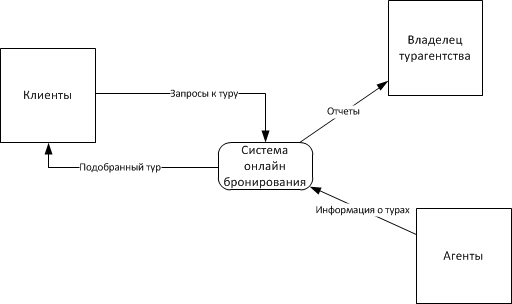 Владелец
турагентства
Клиенты
Запросы к туру
Отчеты
Система
онлайн
бронирования
Подобранный тур
Информация о турах
Агенты